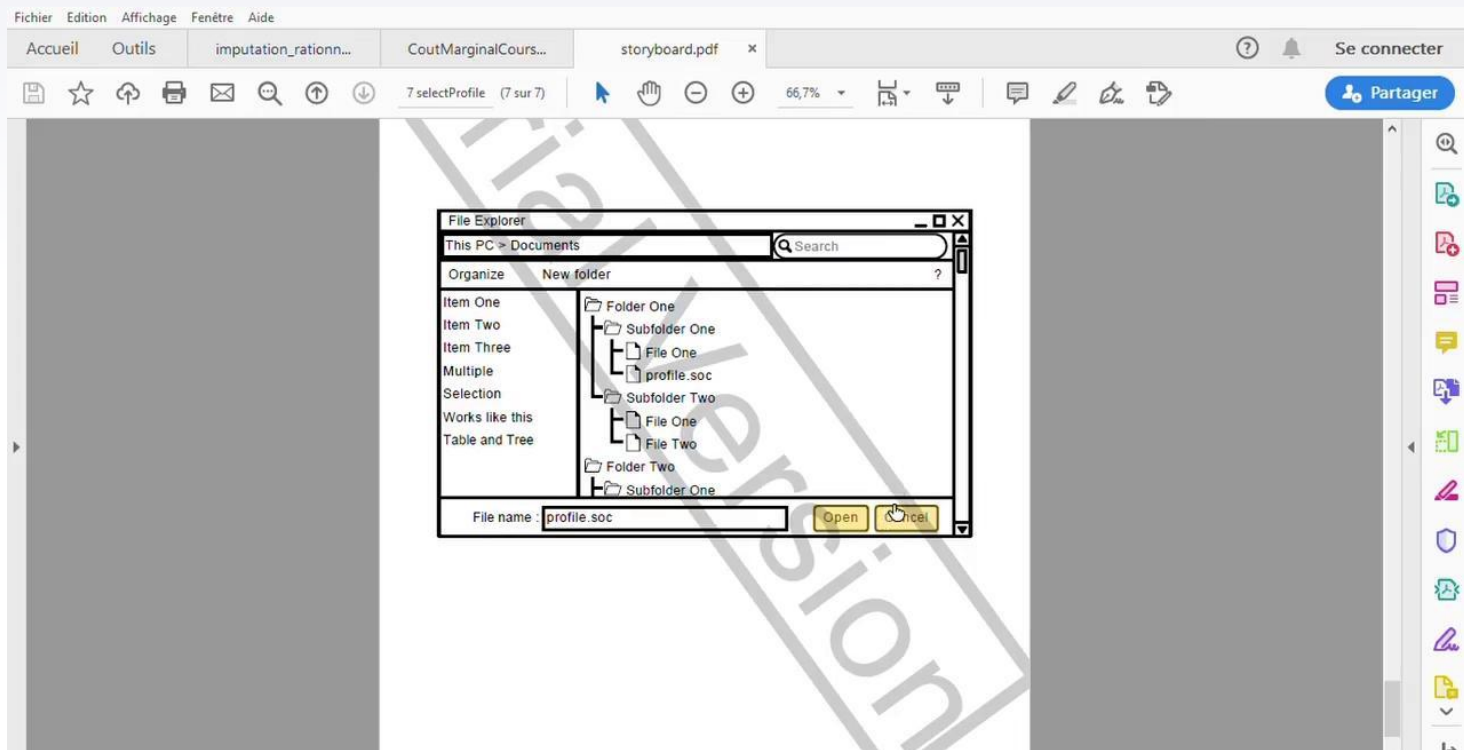 Fichier Edition Affichage Fenêtre Aide
Accueil Outils imputation_rationn... CoutMarginalCours... storyboard.pdf × ? Se connecter
7 selectProfile (7 sur 7) 66,7% Partager
File Explorer
This PC > Documents Search
Organize New folder ?
Item One
Item Two
Item Three
Multiple
Selection
Works like this
Table and Tree
Folder One
Subfolder One
File One
profile.soc
Subfolder Two
File One
File Two
Folder Two
Subfolder One
File name : profile.soc Open Cancel
rial Version